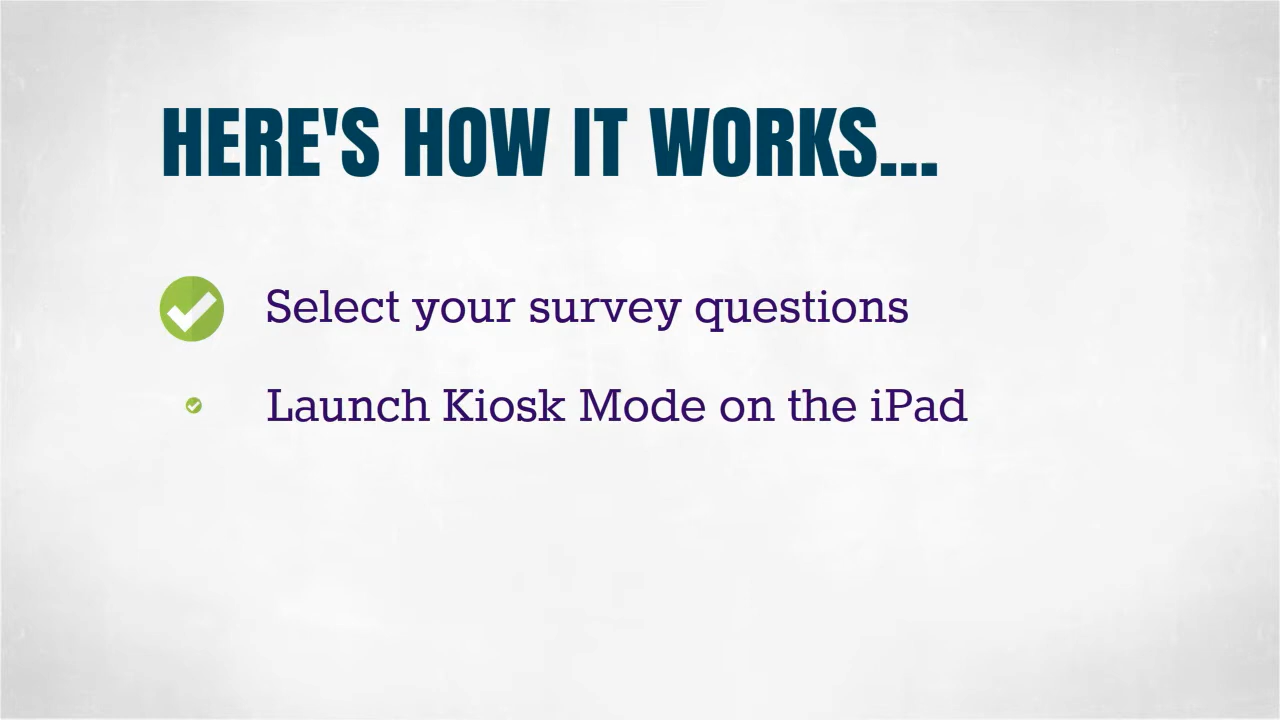 HERE'S HOW IT WORKS...
Select your survey questions
Launch Kiosk Mode on the iPad